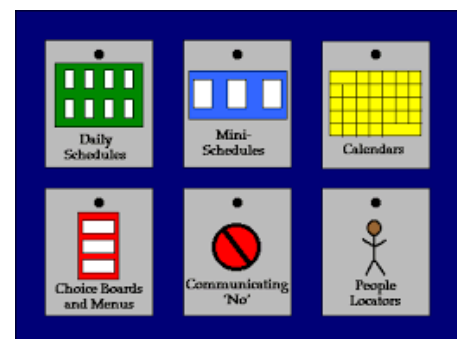 Daily
Schedules
Mini-
Schedules
Calendars
Choice Boards
and Menus
Communicating
'No'
People
Locators